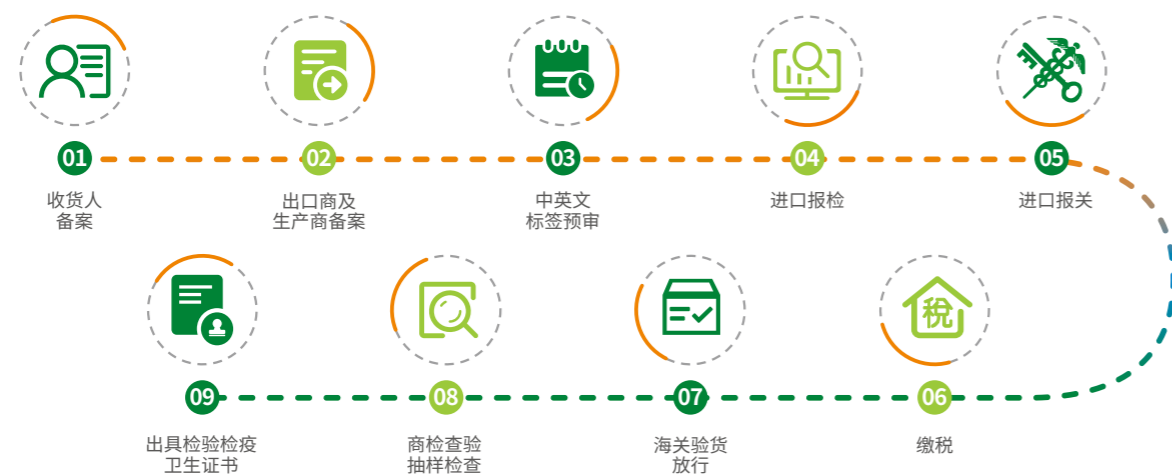 01
收货人
备案
02
出口商及
生产商备案
03
中英文
标签预审
04
进口报检
05
进口报关
税
06
缴税
07
海关验货
放行
08
商检查验
抽样检查
09
出具检验检疫
卫生证书